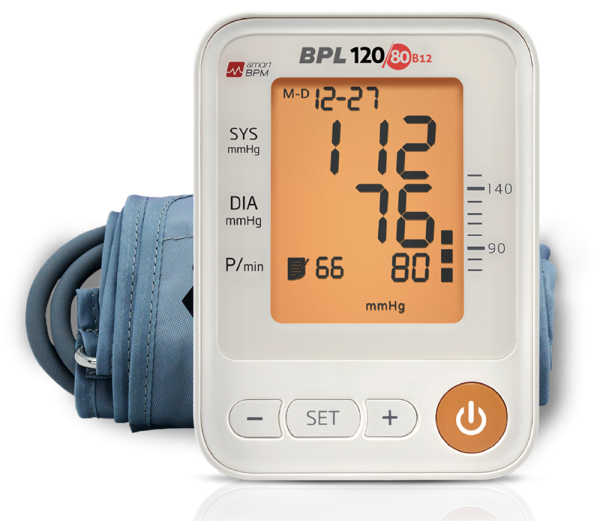 BPL 120/80 B12
smart
BPM
M-D 12-27
SYS
mmHg
112
DIA
mmHg
76
140
90
P/min
66
80
mmHg
− SET +